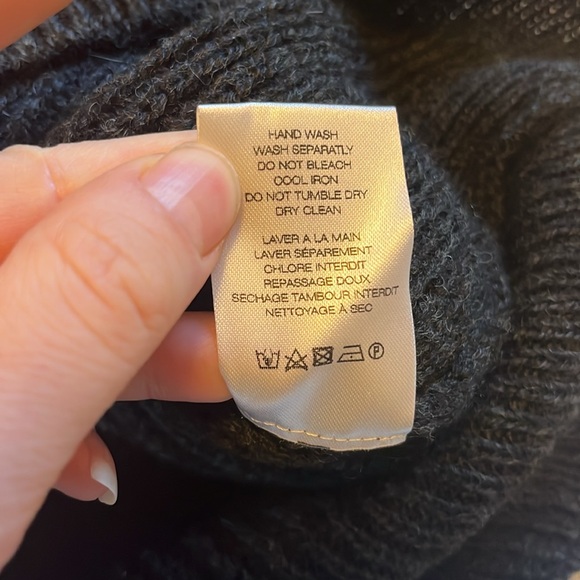 HAND WASH
WASH SEPARATLY
DO NOT BLEACH
COOL IRON
DO NOT TUMBLE DRY
DRY CLEAN
LAVER A LA MAIN
LAVER SÉPAREMENT
CHLORE INTERDIT
REPASSAGE DOUX
SECHAGE TAMBOUR INTERDIT
NETTOYAGE À SEC
P